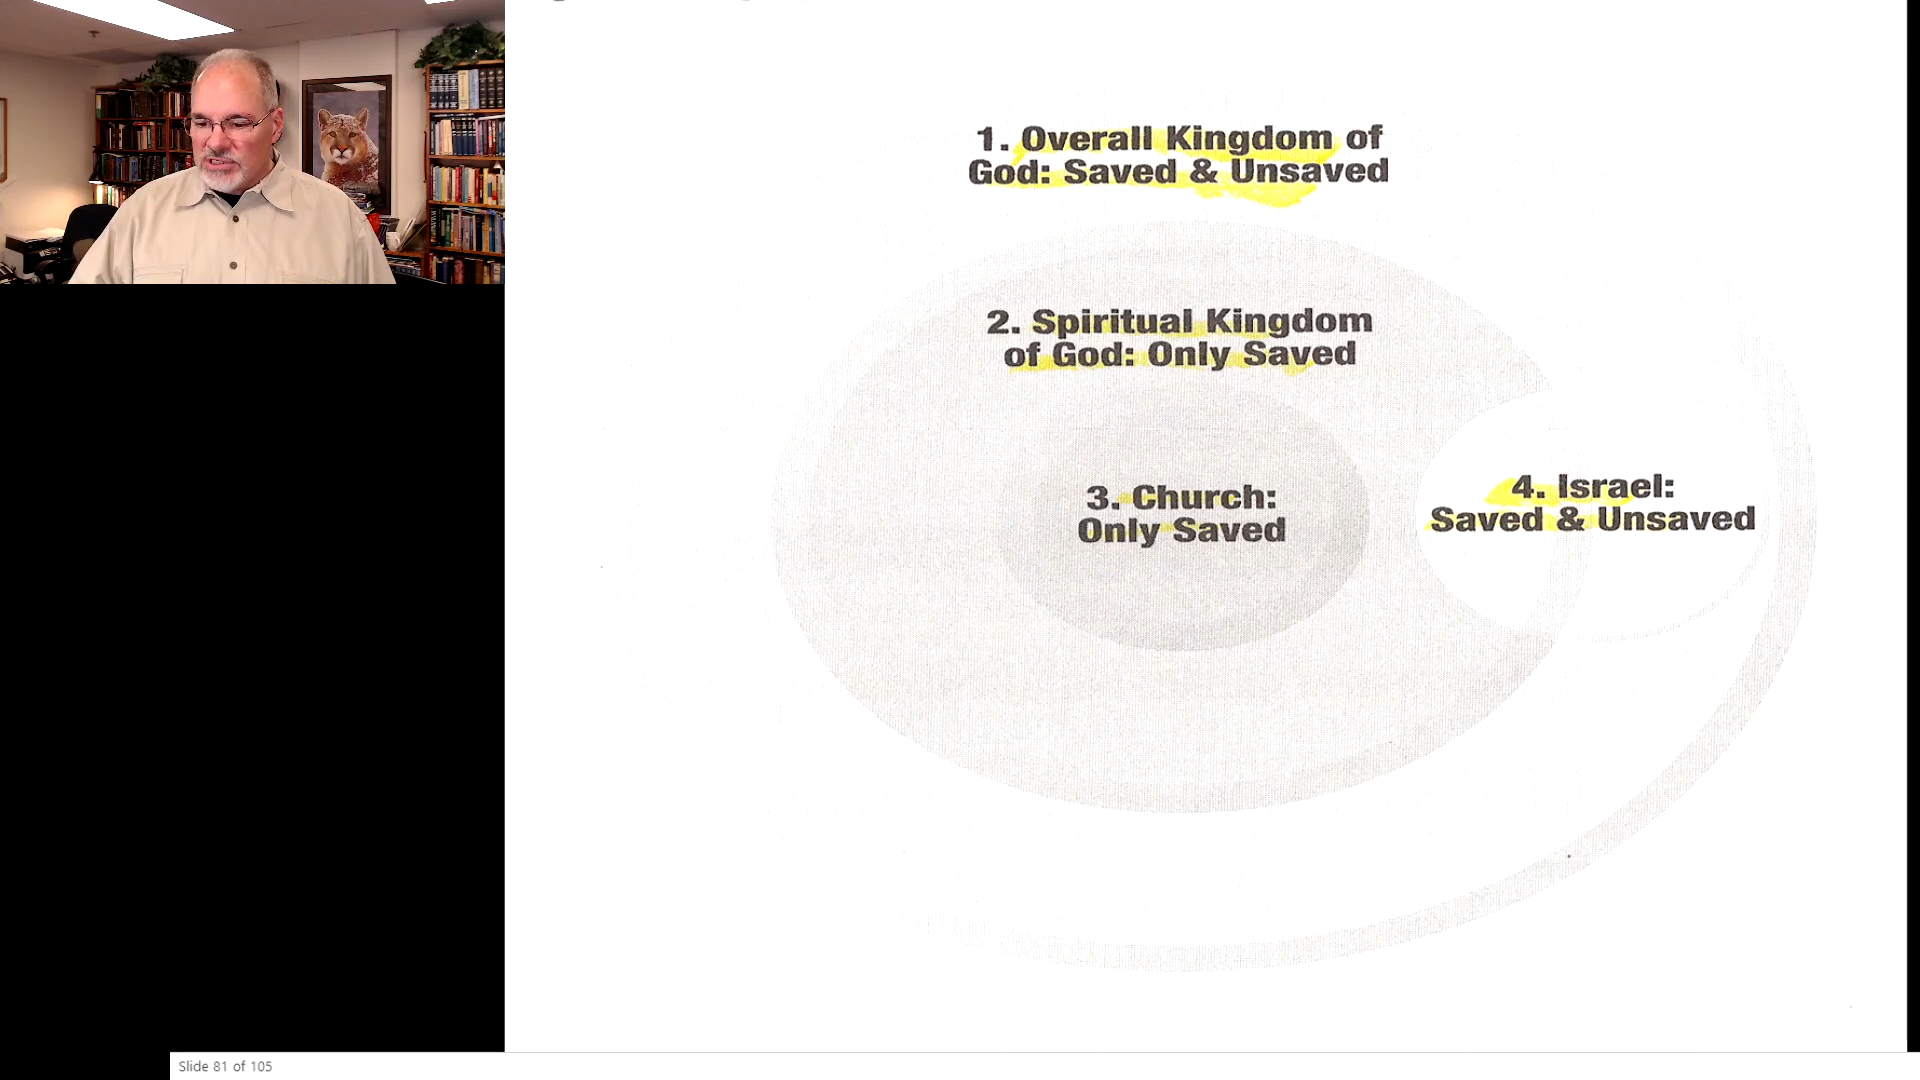 1. Overall Kingdom of
God: Saved & Unsaved
2. Spiritual Kingdom
of God: Only Saved
3. Church:
Only Saved
4. Israel:
Saved & Unsaved
Slide 81 of 105